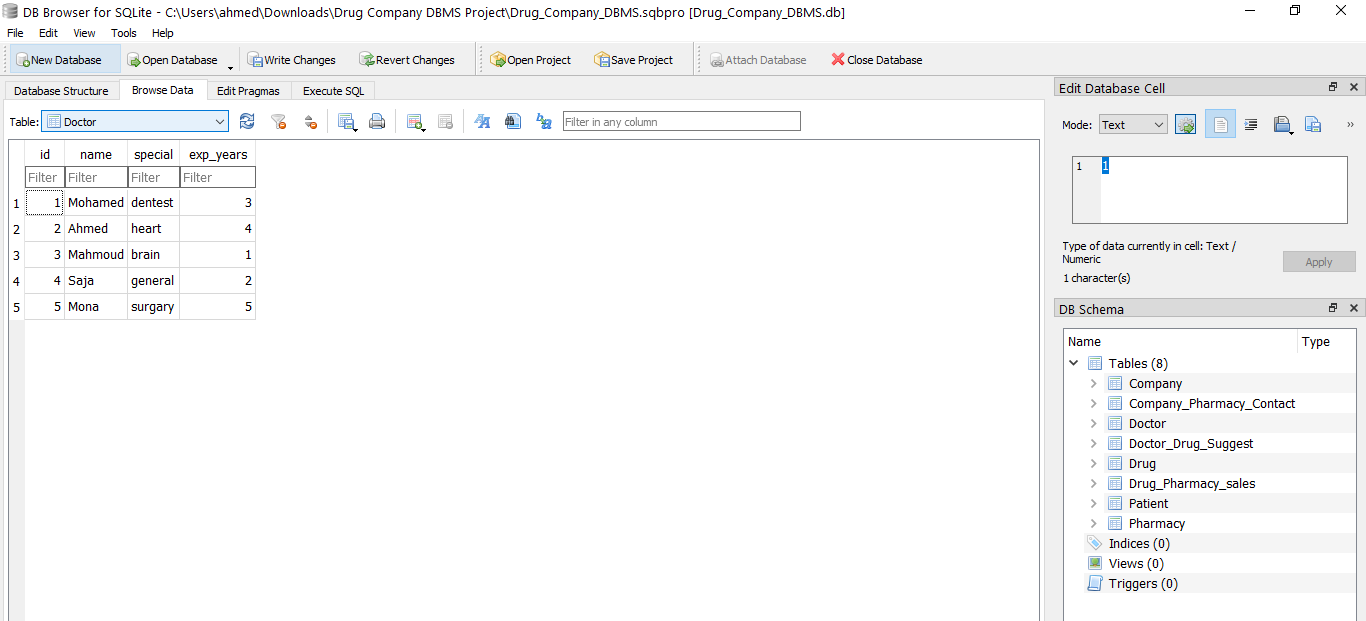 DB Browser for SQLite - C:\Users\ahmed\Downloads\Drug Company DBMS Project\Drug_Company_DBMS.sqbpro [Drug_Company_DBMS.db]
File Edit View Tools Help
New Database Open Database Write Changes Revert Changes Open Project Save Project Attach Database Close Database
Database Structure Browse Data Edit Pragmas Execute SQL
Table: Doctor Filter in any column
id name special exp_years
Filter Filter Filter Filter
1 1 Mohamed dentest 3
2 2 Ahmed heart 4
3 3 Mahmoud brain 1
4 4 Saja general 2
5 5 Mona surgary 5
Edit Database Cell
Mode: Text
1 1
Type of data currently in cell: Text /
Numeric
1 character(s)
Apply
DB Schema
Name Type
Tables (8)
Company
Company_Pharmacy_Contact
Doctor
Doctor_Drug_Suggest
Drug
Drug_Pharmacy_sales
Patient
Pharmacy
Indices (0)
Views (0)
Triggers (0)